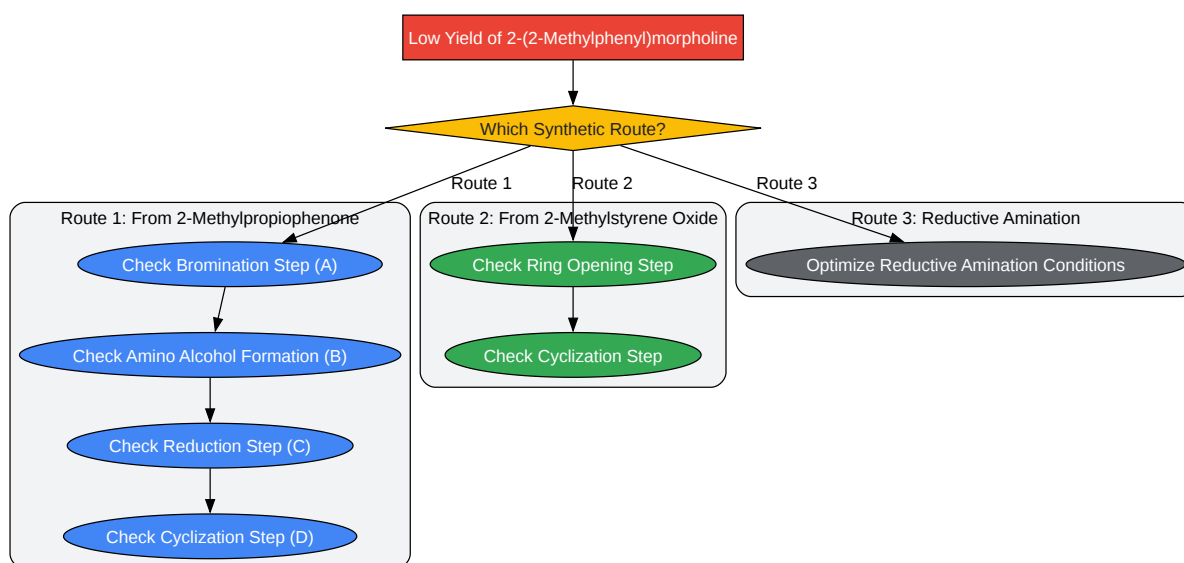 Low Yield of 2-(2-Methylphenyl)morpholine
Which Synthetic Route?
Route 1
Route 2
Route 3
Route 1: From 2-Methylpropiophenone
Check Bromination Step (A)
Check Amino Alcohol Formation (B)
Check Reduction Step (C)
Check Cyclization Step (D)
Route 2: From 2-Methylstyrene Oxide
Check Ring Opening Step
Check Cyclization Step
Route 3: Reductive Amination
Optimize Reductive Amination Conditions